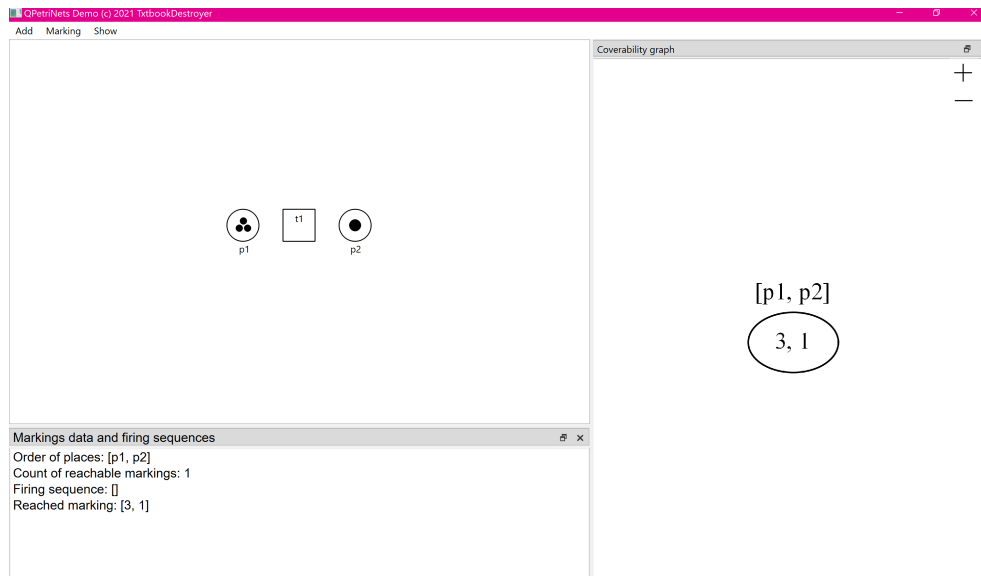 QPetriNets Demo (c) 2021 TxtbookDestroyer
Add Marking Show
Coverability graph
t1
p1
p2
[p1, p2]
3, 1
Markings data and firing sequences
Order of places: [p1, p2]
Count of reachable markings: 1
Firing sequence: []
Reached marking: [3, 1]